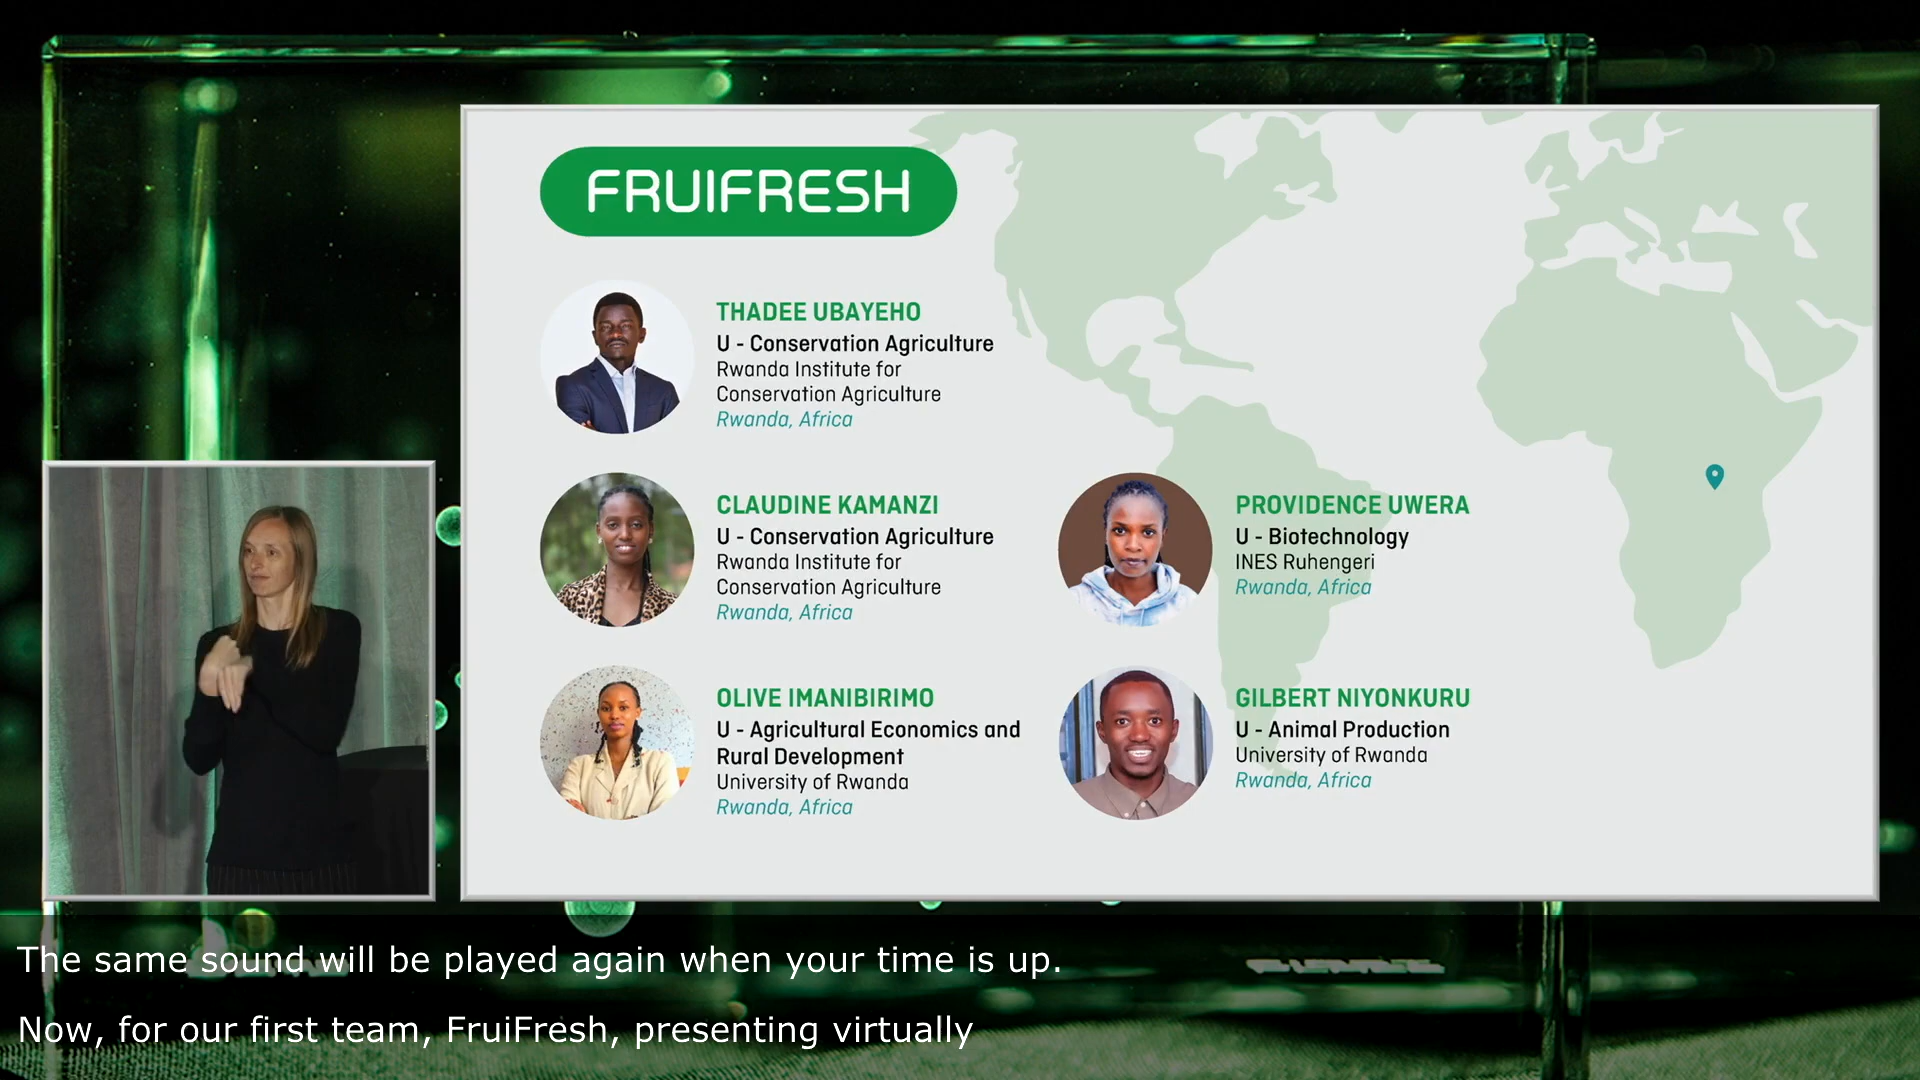 FRUIFRESH
THADEE UBAYEHO
U - Conservation Agriculture
Rwanda Institute for
Conservation Agriculture
Rwanda, Africa
CLAUDINE KAMANZI
U - Conservation Agriculture
Rwanda Institute for
Conservation Agriculture
Rwanda, Africa
PROVIDENCE UWERA
U - Biotechnology
INES Ruhengeri
Rwanda, Africa
OLIVE IMANIBIRIMO
U - Agricultural Economics and
Rural Development
University of Rwanda
Rwanda, Africa
GILBERT NIYONKURU
U - Animal Production
University of Rwanda
Rwanda, Africa
The same sound will be played again when your time is up.
Now, for our first team, FruiFresh, presenting virtually